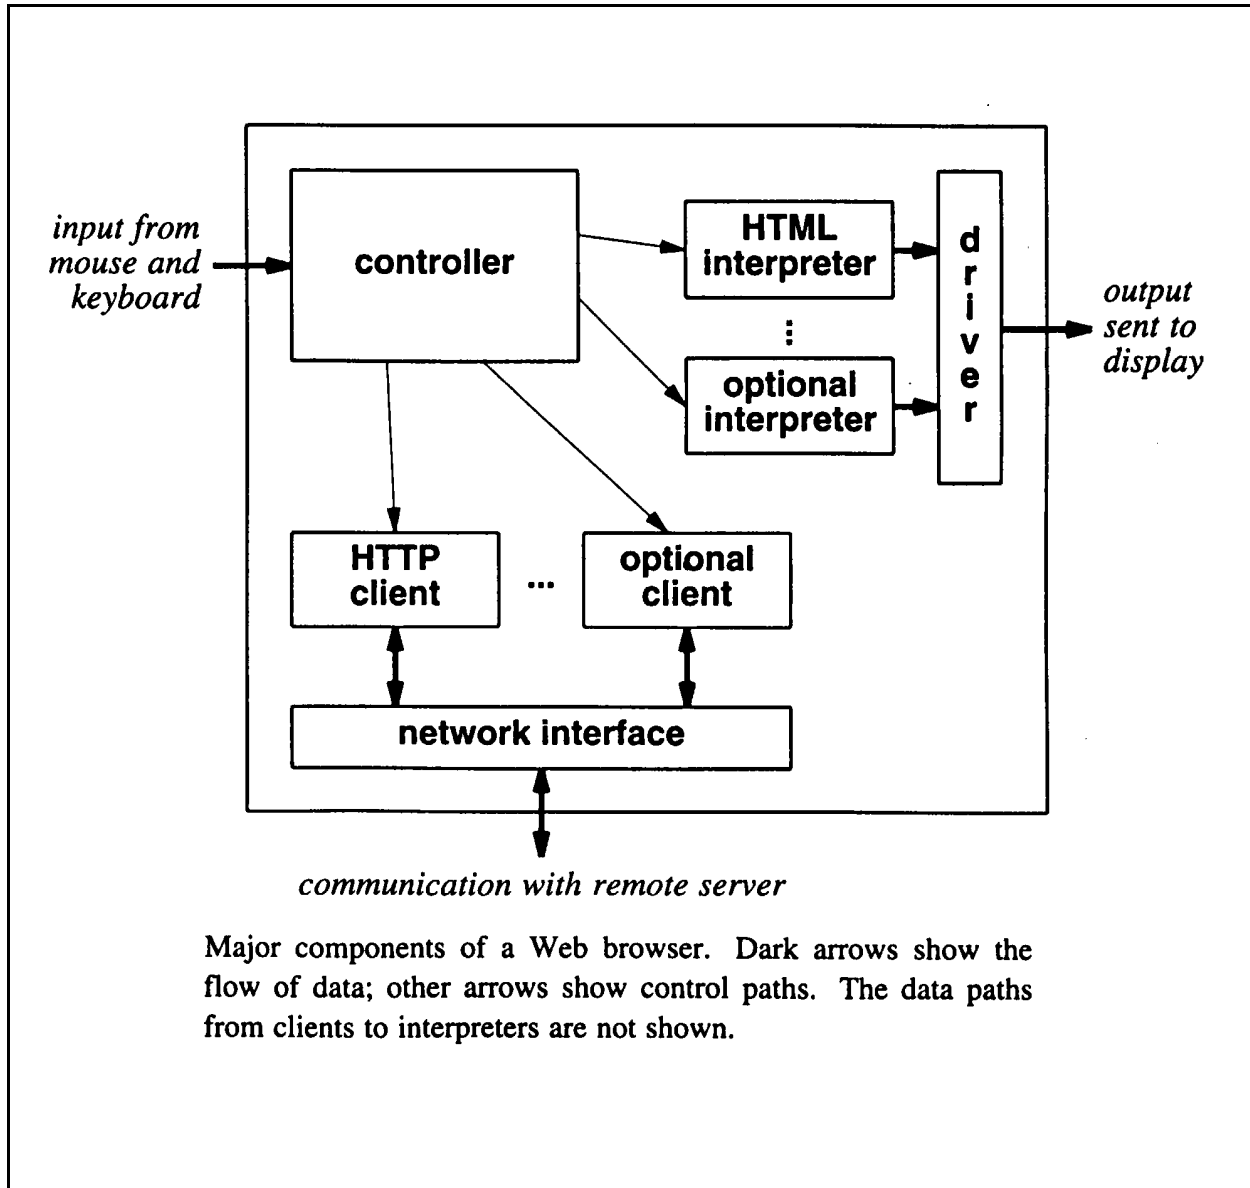 input from
mouse and
keyboard
controller
HTML
interpreter
⋮
optional
interpreter
driver
output
sent to
display
HTTP
client
...
optional
client
network interface
communication with remote server
Major components of a Web browser. Dark arrows show the
flow of data; other arrows show control paths. The data paths
from clients to interpreters are not shown.